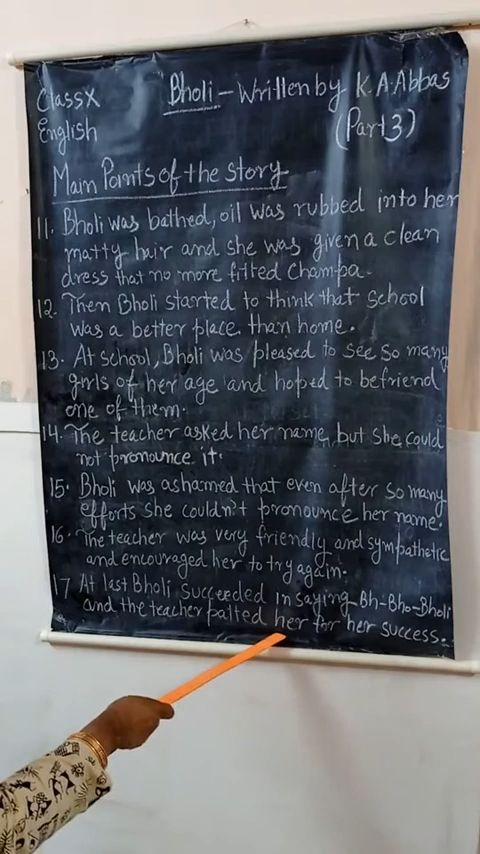 Class X
English
Bholi - Written by K.A.Abbas
(Part 3)
Main Points of the story
11. Bholi was bathed, oil was rubbed into her
matty hair and she was given a clean
dress that no more fitted Champa.
12. Then Bholi started to think that school
was a better place than home.
13. At school, Bholi was pleased to see so many
girls of her age and hoped to befriend
one of them.
14. The teacher asked her name, but she could
not pronounce it.
15. Bholi was ashamed that even after so many
efforts she couldn't pronounce her name.
16. The teacher was very friendly and sympathetic
and encouraged her to try again.
17 At last Bholi succeeded in saying Bh-Bho-Bholi
and the teacher patted her for her success.